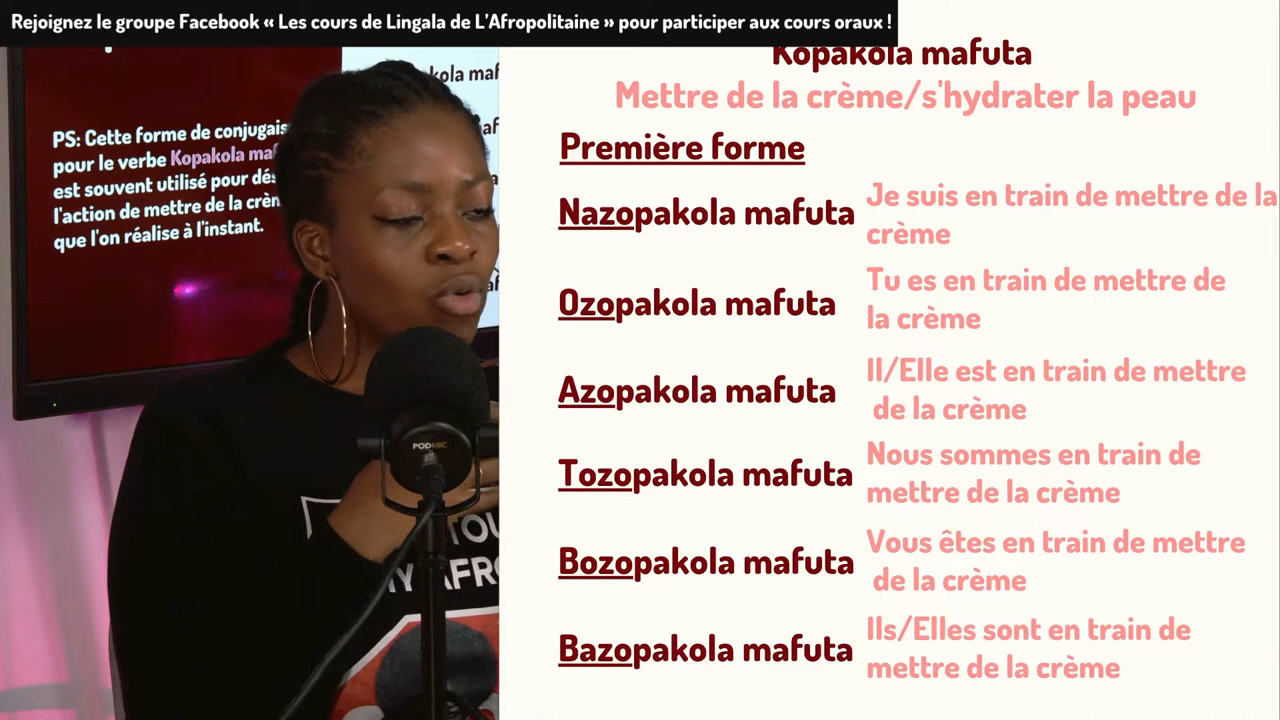 Rejoignez le groupe Facebook « Les cours de Lingala de L'Afropolitaine » pour participer aux cours oraux !
Kopakola mafuta
Mettre de la crème/s'hydrater la peau
Première forme
Nazopakola mafuta
Je suis en train de mettre de la
crème
Ozopakola mafuta
Tu es en train de mettre de
la crème
Azopakola mafuta
Il/Elle est en train de mettre
de la crème
Tozopakola mafuta
Nous sommes en train de
mettre de la crème
Bozopakola mafuta
Vous êtes en train de mettre
de la crème
Bazopakola mafuta
Ils/Elles sont en train de
mettre de la crème
PS: Cette forme de
pour le verbe Kopakola
est souvent utilisé pour
l'action de mettre de la
que l'on réalise à l'instant.
PODMIC